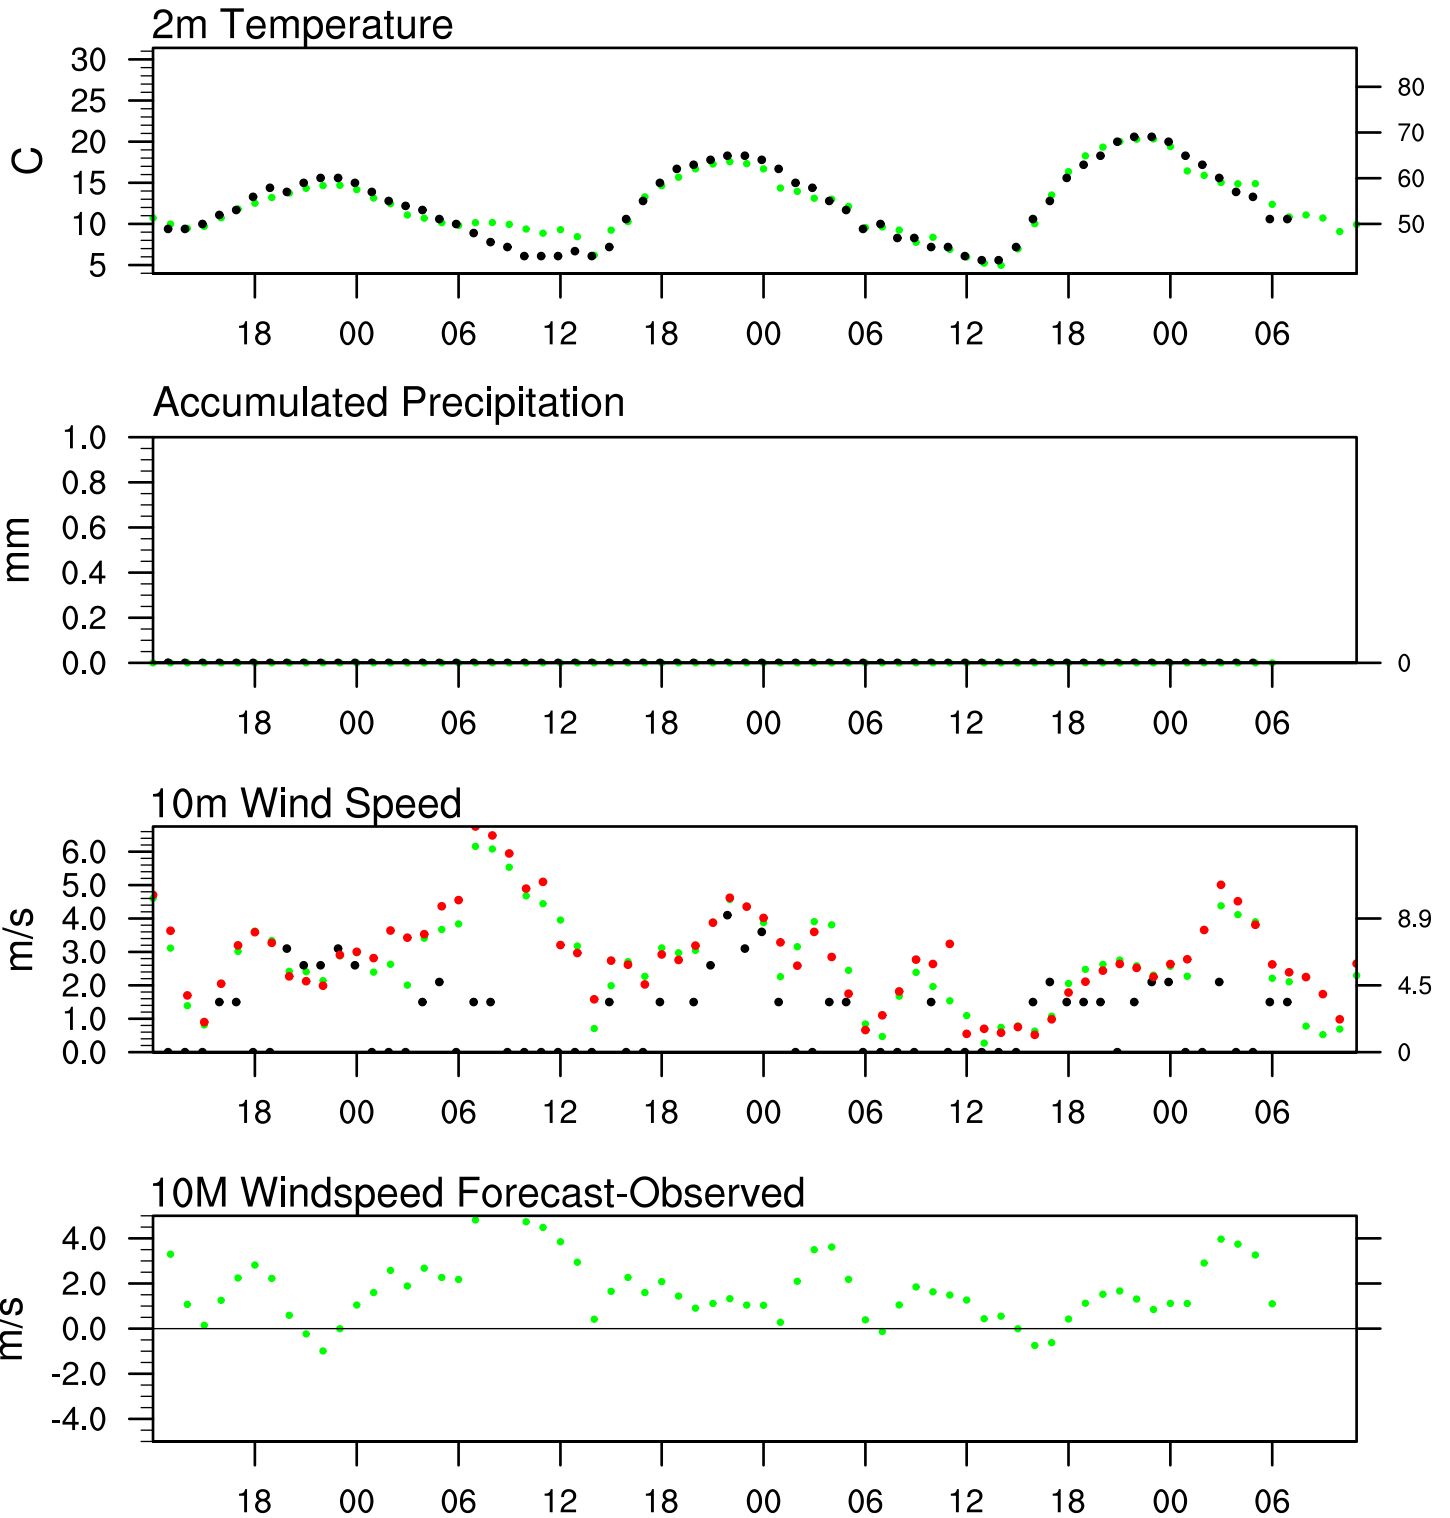 2m Temperature
30
25
20
15
10
5
C
80
70
60
50
18 00 06 12 18 00 06 12 18 00 06
Accumulated Precipitation
1.0
0.8
0.6
0.4
0.2
0.0
mm
0
18 00 06 12 18 00 06 12 18 00 06
10m Wind Speed
6.0
5.0
4.0
3.0
2.0
1.0
0.0
m/s
8.9
4.5
0
18 00 06 12 18 00 06 12 18 00 06
10M Windspeed Forecast-Observed
4.0
2.0
0.0
-2.0
-4.0
m/s
18 00 06 12 18 00 06 12 18 00 06